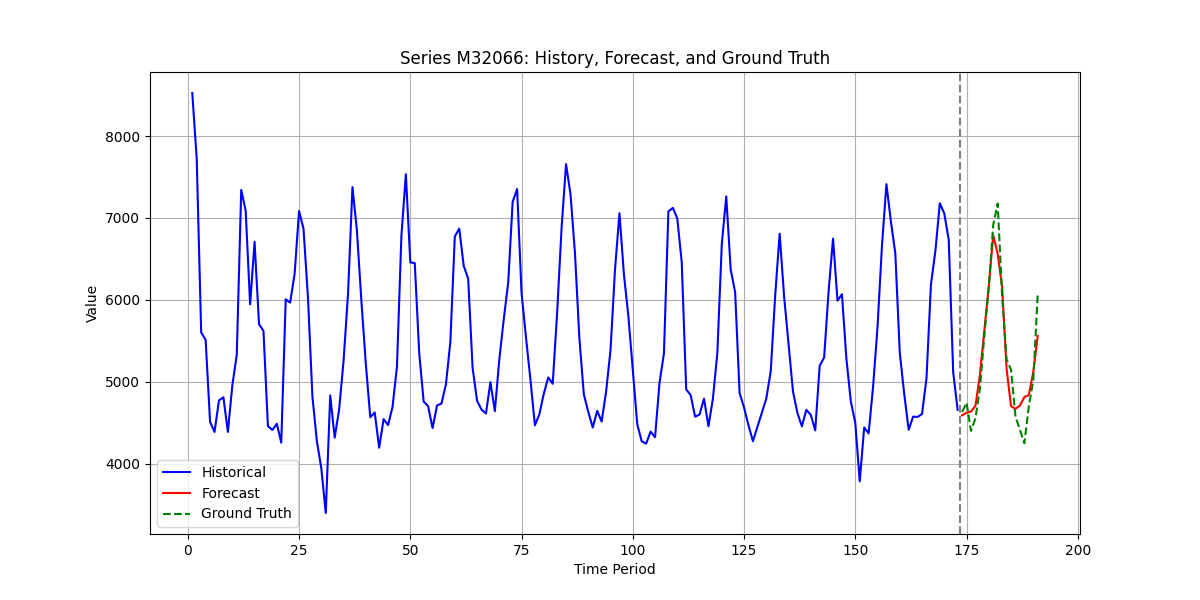 Series M32066: History, Forecast, and Ground Truth
8000
7000
6000
5000
4000
Value
Historical
Forecast
Ground Truth
0 25 50 75 100 125 150 175 200
Time Period